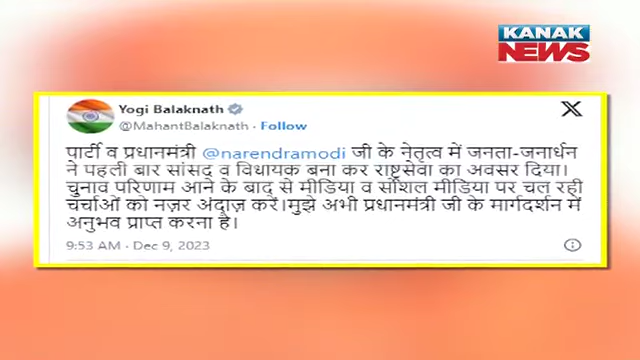 KANAK
NEWS
Yogi Balaknath
@MahantBalaknath · Follow
X
पार्टी व प्रधानमंत्री @narendramodi जी के नेतृत्व में जनता-जनार्धन
ने पहली बार सांसद व विधायक बना कर राष्ट्रसेवा का अवसर दिया।
चुनाव परिणाम आने के बाद से मीडिया व सोशल मीडिया पर चल रही
चर्चाओं को नज़र अंदाज़ करें।मुझे अभी प्रधानमंत्री जी के मार्गदर्शन में
अनुभव प्राप्त करना है।
9:53 AM · Dec 9, 2023